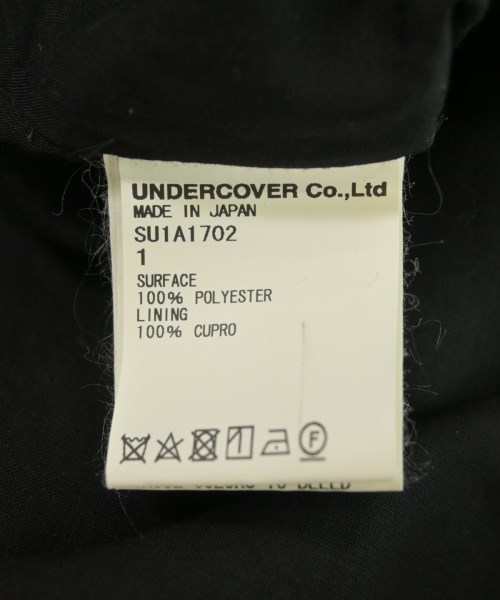 UNDERCOVER Co.,Ltd
MADE IN JAPAN
SU1A1702
1
SURFACE
100% POLYESTER
LINING
100% CUPRO
F